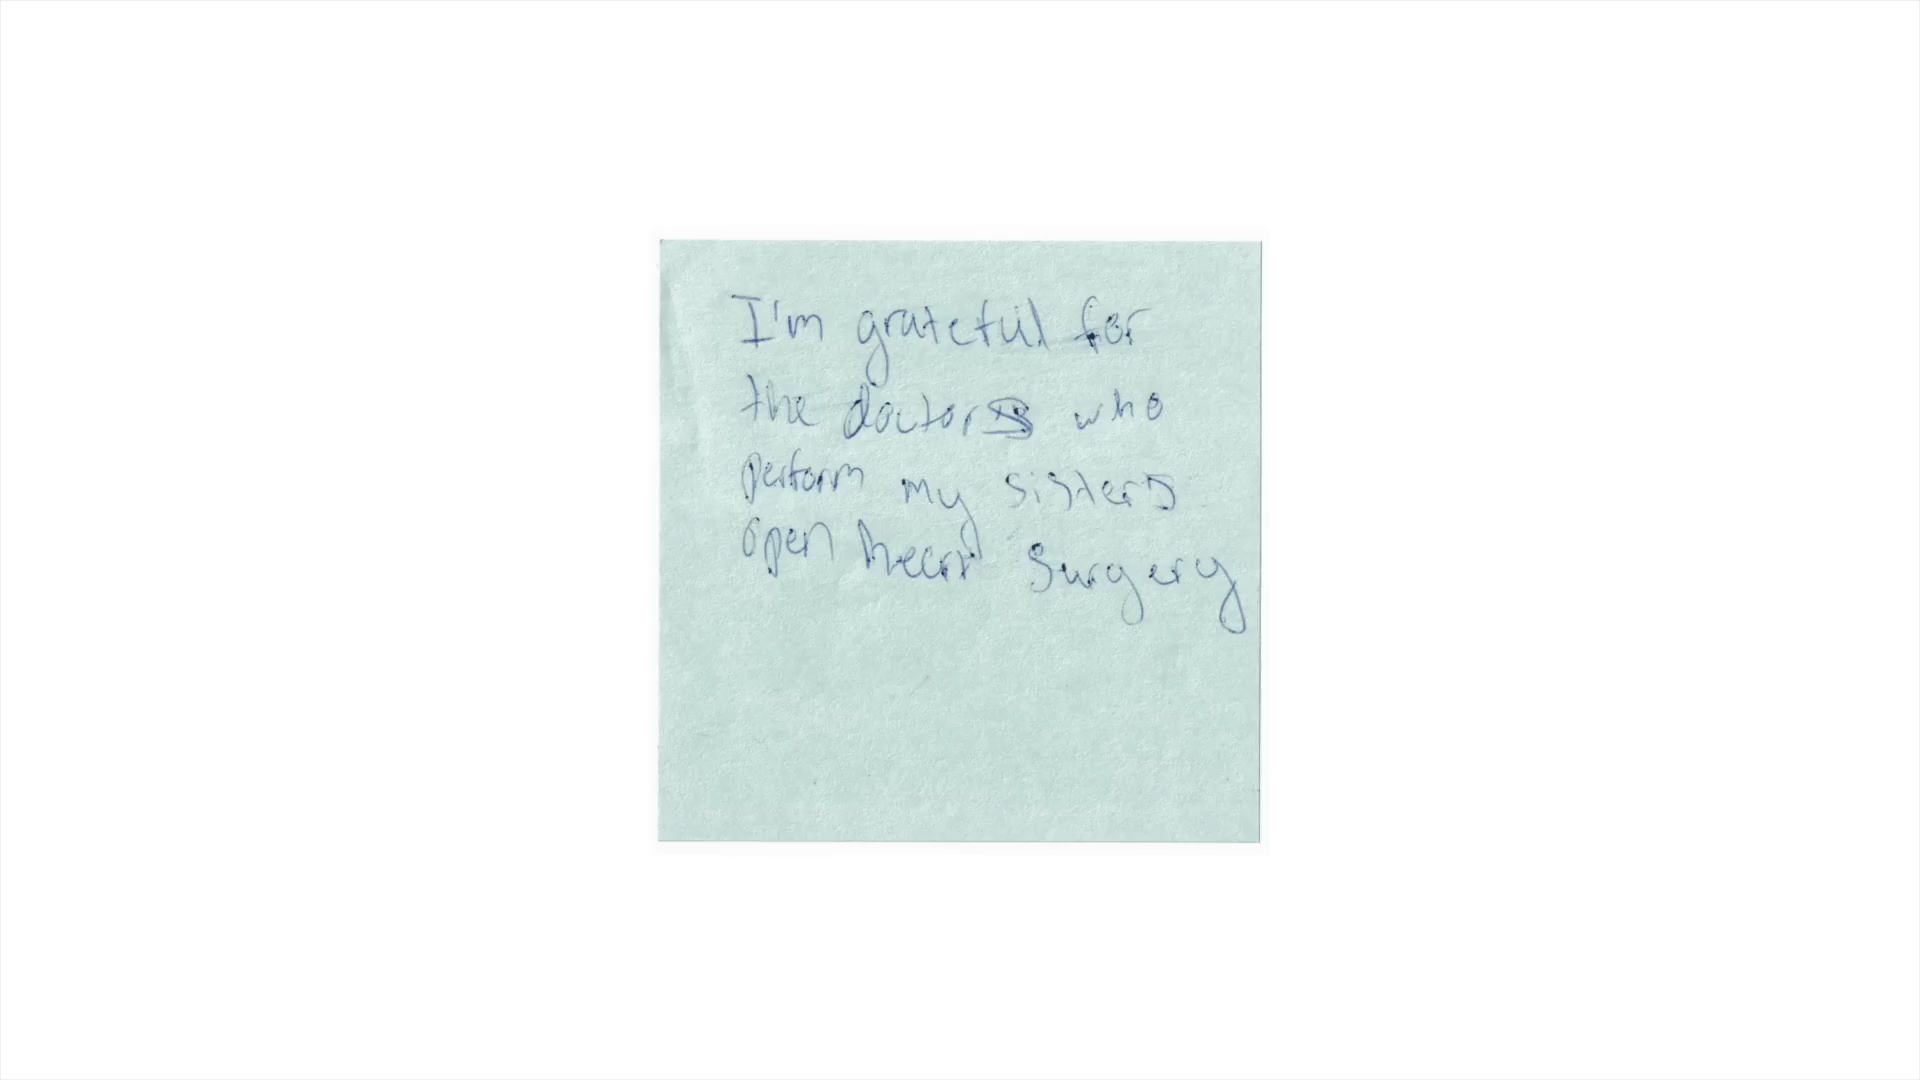 I'm grateful for
the doctors who
perform my sisters
open heart surgery